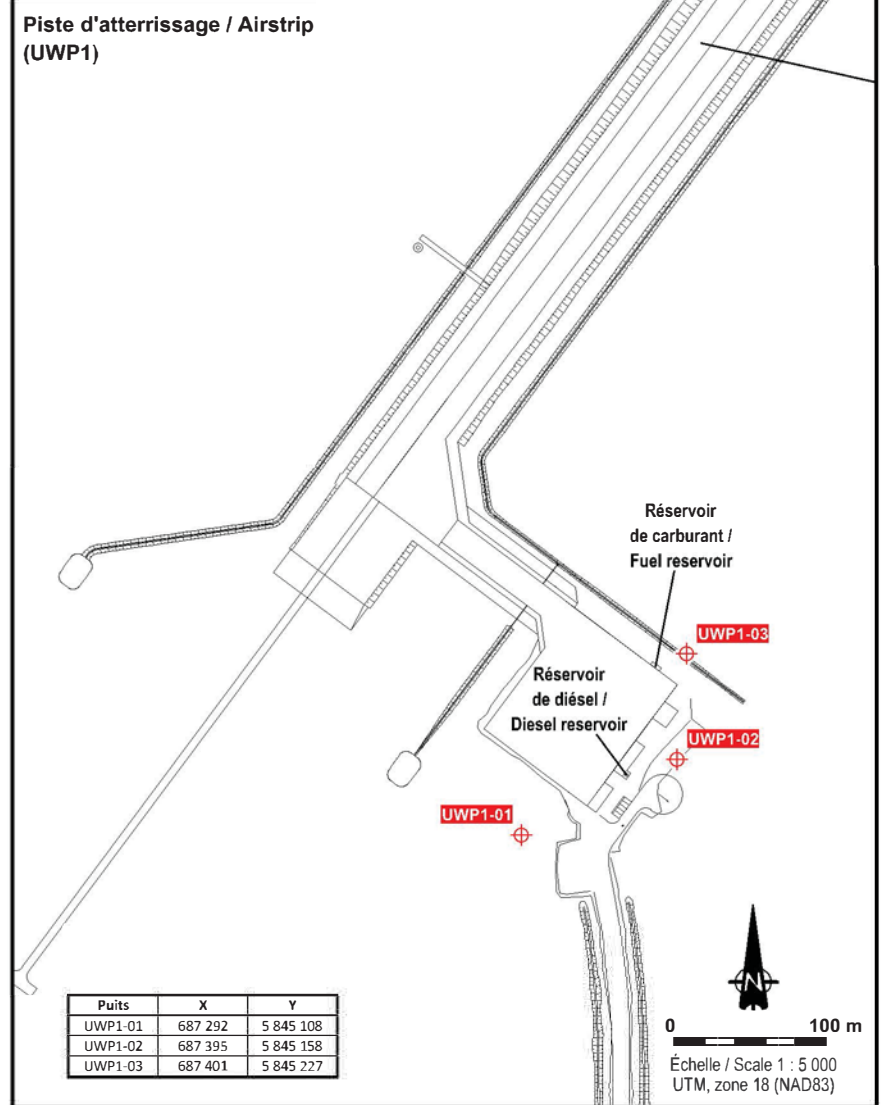 Piste d'atterrissage / Airstrip
(UWP1)
Réservoir
de carburant /
Fuel reservoir
UWP1-03
Réservoir
de diésel /
Diesel reservoir
UWP1-02
UWP1-01
N
Puits X Y
UWP1-01 687 292 5 845 108
UWP1-02 687 395 5 845 158
UWP1-03 687 401 5 845 227
0 100 m
Échelle / Scale 1 : 5 000
UTM, zone 18 (NAD83)